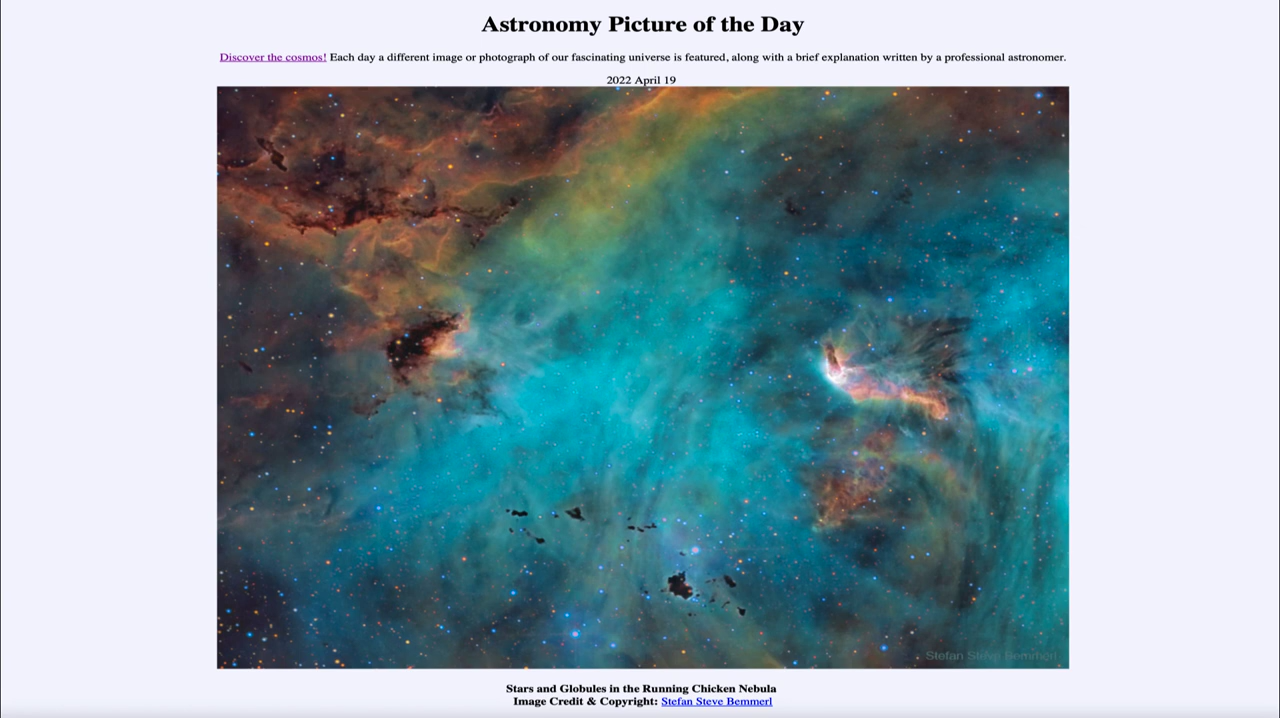 Astronomy Picture of the Day
Discover the cosmos! Each day a different image or photograph of our fascinating universe is featured, along with a brief explanation written by a professional astronomer.
2022 April 19
Stefan Steve Bemmerl
Stars and Globules in the Running Chicken Nebula
Image Credit & Copyright: Stefan Steve Bemmerl